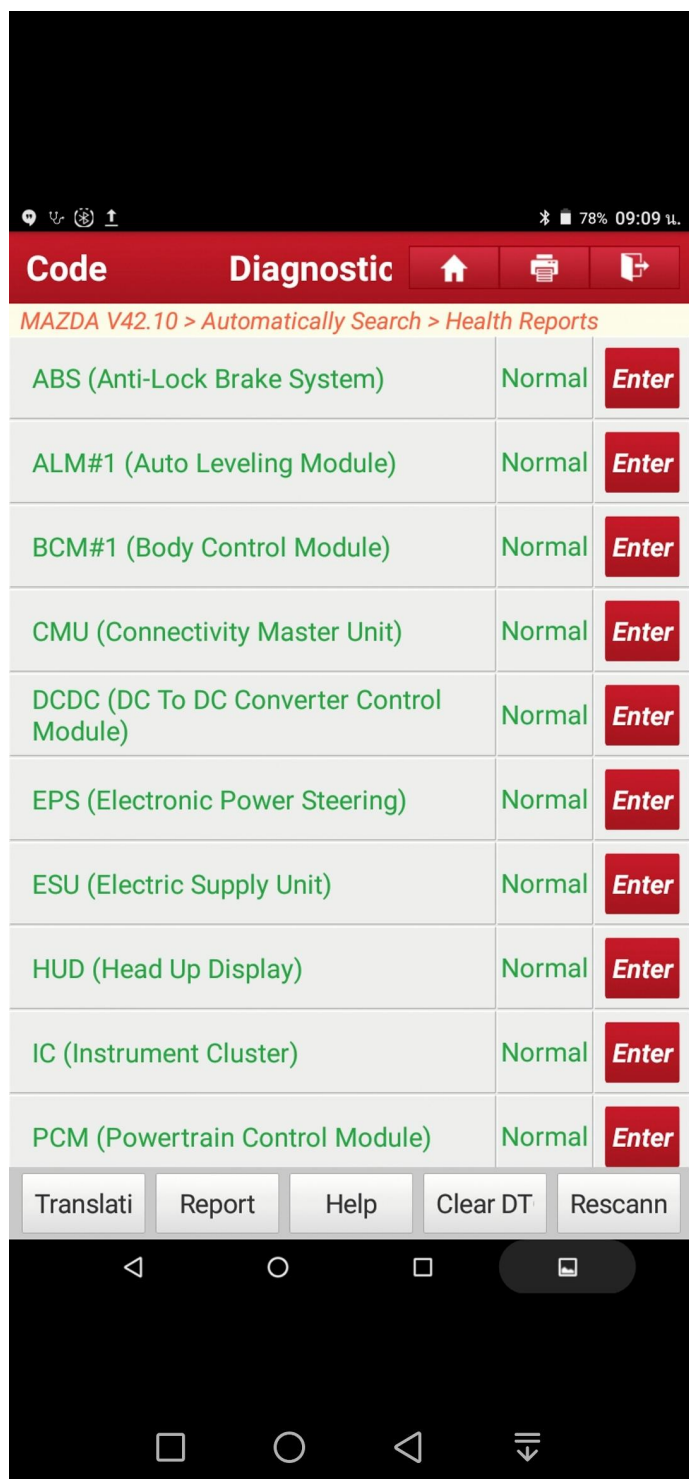 78% 09:09 น.
Code Diagnostic
MAZDA V42.10 > Automatically Search > Health Reports
ABS (Anti-Lock Brake System) Normal Enter
ALM#1 (Auto Leveling Module) Normal Enter
BCM#1 (Body Control Module) Normal Enter
CMU (Connectivity Master Unit) Normal Enter
DCDC (DC To DC Converter Control
Module) Normal Enter
EPS (Electronic Power Steering) Normal Enter
ESU (Electric Supply Unit) Normal Enter
HUD (Head Up Display) Normal Enter
IC (Instrument Cluster) Normal Enter
PCM (Powertrain Control Module) Normal Enter
Translati Report Help Clear DT Rescann